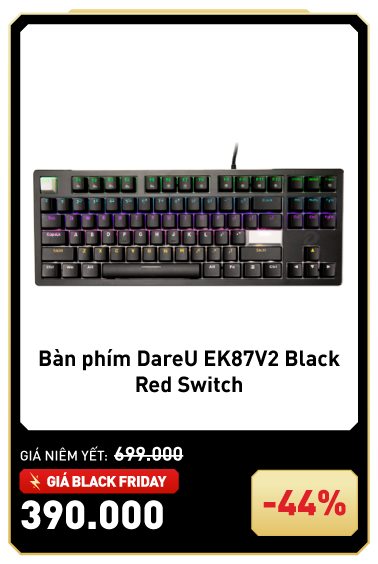 Bàn phím DareU EK87V2 Black
Red Switch
GIÁ NIÊM YẾT: 699.000
GIÁ BLACK FRIDAY
390.000
-44%